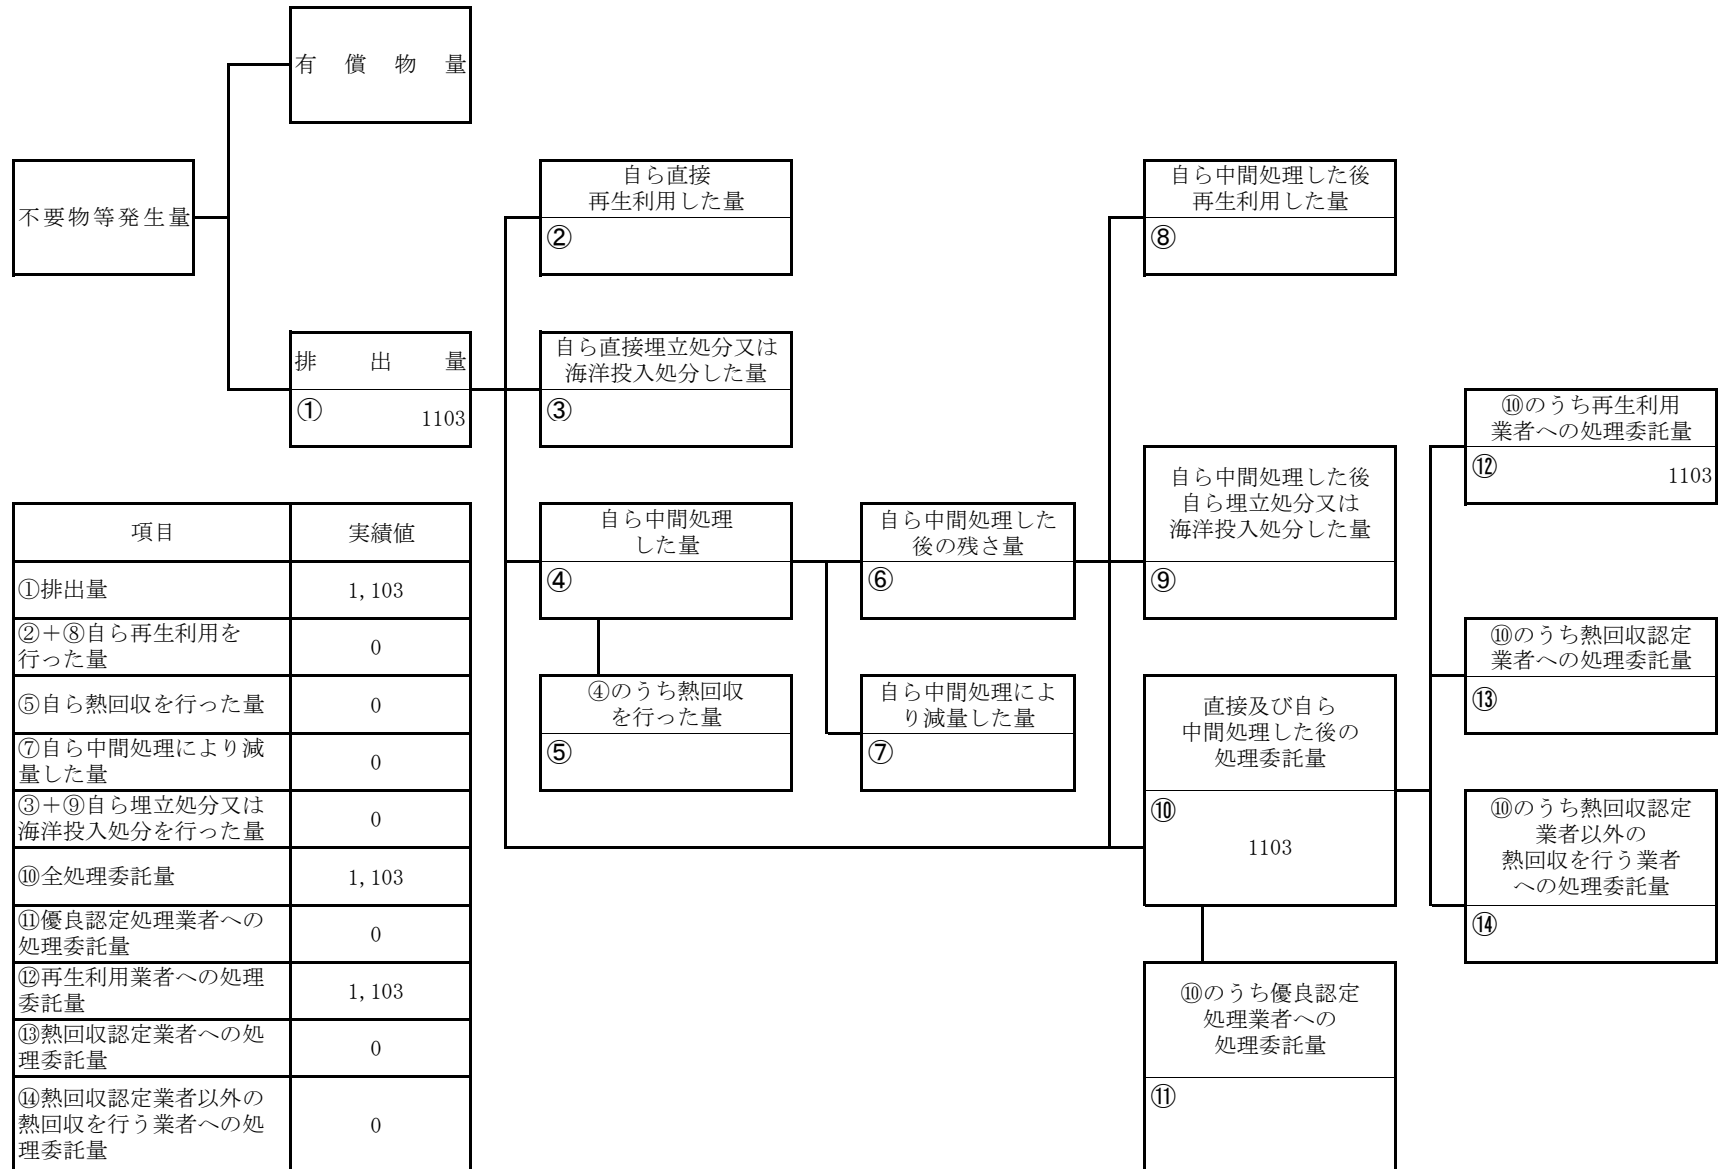 有償物量
不要物等発生量
排出量
①
1103
自ら直接
再生利用した量
②
自ら直接埋立処分又は
海洋投入処分した量
③
自ら中間処理
した量
④
④のうち熱回収
を行った量
⑤
自ら中間処理した
後の残さ量
⑥
自ら中間処理によ
り減量した量
⑦
自ら中間処理した後
再生利用した量
⑧
自ら中間処理した後
自ら埋立処分又は
海洋投入処分した量
⑨
直接及び自ら
中間処理した後の
処理委託量
⑩
1103
⑩のうち優良認定
処理業者への
処理委託量
⑪
⑩のうち再生利用
業者への処理委託量
⑫
1103
⑩のうち熱回収認定
業者への処理委託量
⑬
⑩のうち熱回収認定
業者以外の
熱回収を行う業者
への処理委託量
⑭
項目 実績値
①排出量 1,103
②+⑧自ら再生利用を
行った量 0
⑤自ら熱回収を行った量 0
⑦自ら中間処理により減
量した量 0
③+⑨自ら埋立処分又は
海洋投入処分を行った量 0
⑩全処理委託量 1,103
⑪優良認定処理業者への
処理委託量 0
⑫再生利用業者への処理
委託量 1,103
⑬熱回収認定業者への処
理委託量 0
⑭熱回収認定業者以外の
熱回収を行う業者への処 0
理委託量